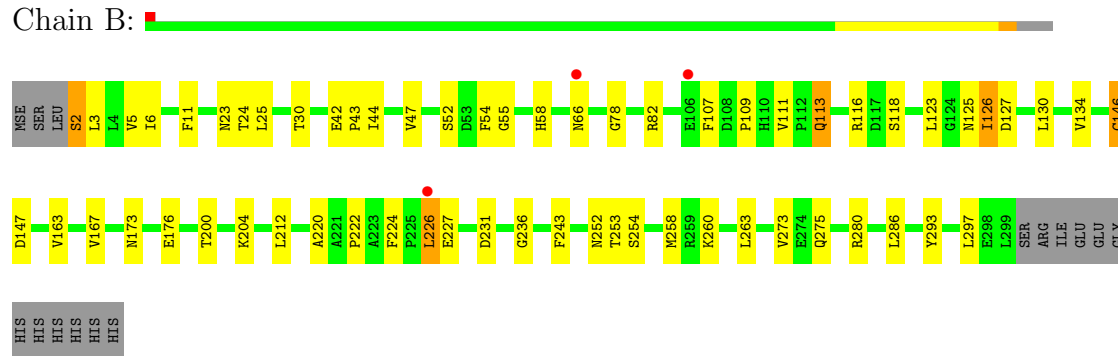 Chain B:
MSE SER LEU S2 L3 L4 V5 I6 F11 N23 T24 L25 T30 E42 P43 I44 V47 S52 D53 F54 G55 H58 N66 G78 R82 E106 F107 D108 P109 H110 V111 P112 Q113 R116 D117 S118 L123 G124 N125 I126 D127 L130 V134
D147 V163 V167 N173 E176 T200 K204 L212 A220 A221 P222 A223 F224 P225 L226 E227 D231 G236 F243 N252 T253 S254 M258 R259 K260 L263 V273 E274 Q275 R280 L286 Y293 L297 E298 L299 SER ARG ILE GLU GLU
HIS HIS HIS HIS HIS HIS